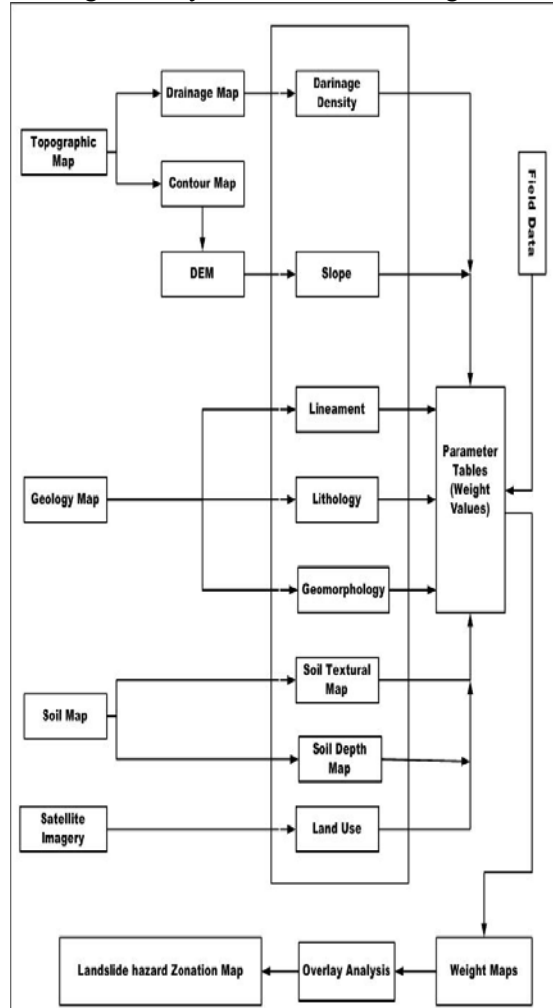 Drainage Map
Darinage
Density
Topographic
Map
Contour Map
Field Data
DEM
Slope
Lineament
Parameter
Tables
(Weight
Values)
Geology Map
Lithology
Geomorphology
Soil Textural
Map
Soil Map
Soil Depth
Map
Satellite
Imagery
Land Use
Landslide hazard Zonation Map
Overlay Analysis
Weight Maps